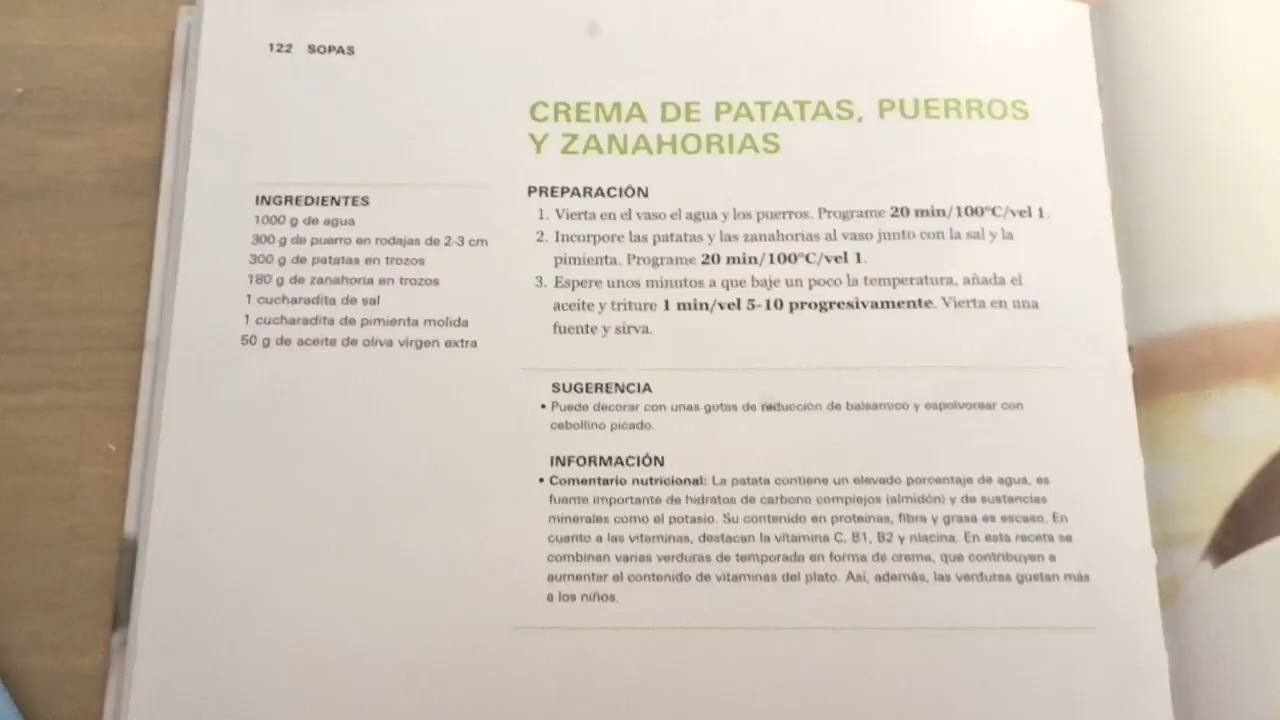 122 SOPAS
CREMA DE PATATAS, PUERROS
Y ZANAHORIAS
INGREDIENTES
1000 g de agua
300 g de puerro en rodajas de 2-3 cm
300 g de patatas en trozos
180 g de zanahoria en trozos
1 cucharadita de sal
1 cucharadita de pimienta molida
50 g de aceite de oliva virgen extra
PREPARACIÓN
1. Vierta en el vaso el agua y los puerros. Programe 20 min/100°C/vel 1.
2. Incorpore las patatas y las zanahorias al vaso junto con la sal y la
pimienta. Programe 20 min/100°C/vel 1.
3. Espere unos minutos a que baje un poco la temperatura, añada el
aceite y triture 1 min/vel 5-10 progresivamente. Vierta en una
fuente y sirva.
SUGERENCIA
• Puede decorar con unas gotas de reducción de balsámico y espolvorear con
cebollino picado.
INFORMACIÓN
• Comentario nutricional: La patata contiene un elevado porcentaje de agua, es
fuente importante de hidratos de carbono complejos (almidón) y de sustancias
minerales como el potasio. Su contenido en proteínas, fibra y grasa es escaso. En
cuanto a las vitaminas, destacan la vitamina C, B1, B2 y niacina. En esta receta se
combinan varias verduras de temporada en forma de crema, que contribuyen a
aumentar el contenido de vitaminas del plato. Así, además, las verduras gustan más
a los niños.